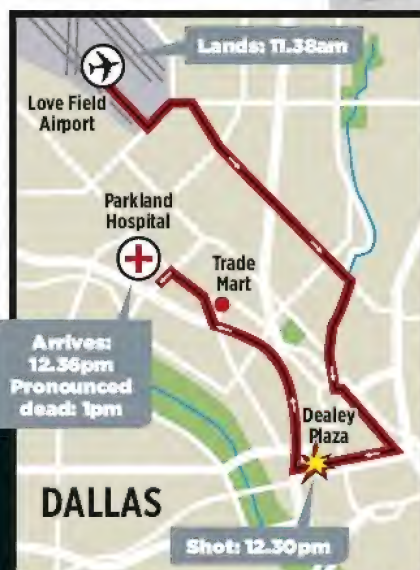 Lands: 11.38am
Love Field
Airport
Parkland
Hospital
Trade
Mart
Arrives:
12.36pm
Pronounced
dead: 1pm
Dealey
Plaza
DALLAS
Shot: 12.30pm